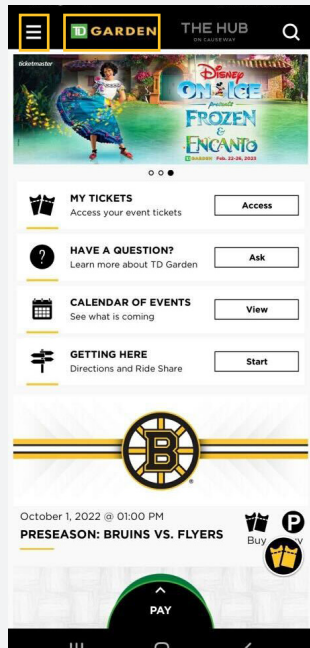 TD GARDEN THE HUB
ON CAUSEWAY
ticketmaster
Disney
ON ICE
presents
FROZEN
&
ENCANTO
TD GARDEN Feb. 22-26, 2023
MY TICKETS
Access your event tickets
Access
HAVE A QUESTION?
Learn more about TD Garden
Ask
CALENDAR OF EVENTS
See what is coming
View
GETTING HERE
Directions and Ride Share
Start
B
October 1, 2022 @ 01:00 PM
PRESEASON: BRUINS VS. FLYERS
P
Buy
PAY